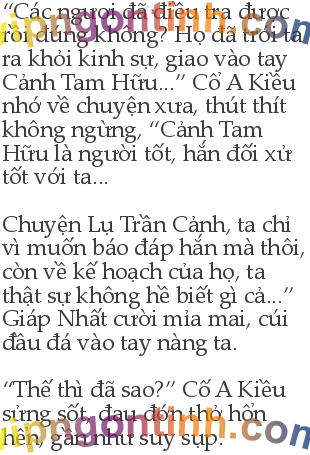 “Các ngươi đã điều tra được
rồi đúng không? Họ đã trói ta
ra khỏi kinh sự, giao vào tay
Cảnh Tam Hữu...” Cổ A Kiều
nhớ về chuyện xưa, thút thít
không ngừng, “Cảnh Tam
Hữu là người tốt, hắn đối xử
tốt với ta...
Chuyện Lụ Trần Cảnh, ta chỉ
vì muốn báo đáp hắn mà thôi,
còn về kế hoạch của họ, ta
thật sự không hề biết gì cả...”
Giáp Nhất cười mỉa mai, cúi
đầu đá vào tay nàng ta.
“Thế thì đã sao?” Cố A Kiều
sửng sốt, đau đớn thở hổn
hển, gần như suy sụp.
vipngontinh.com
vipngontinh.com